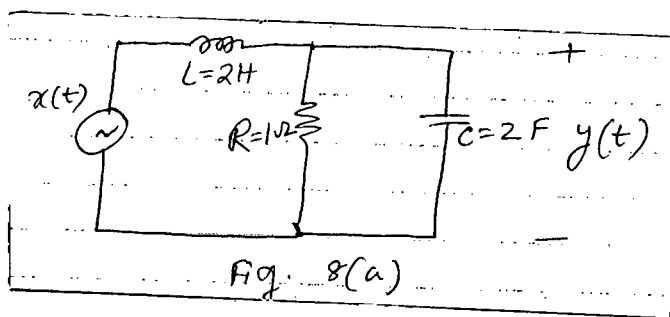 +
L=2H
x(t)
~
R=1Ω
C=2F y(t)
−
Fig. 8(a)